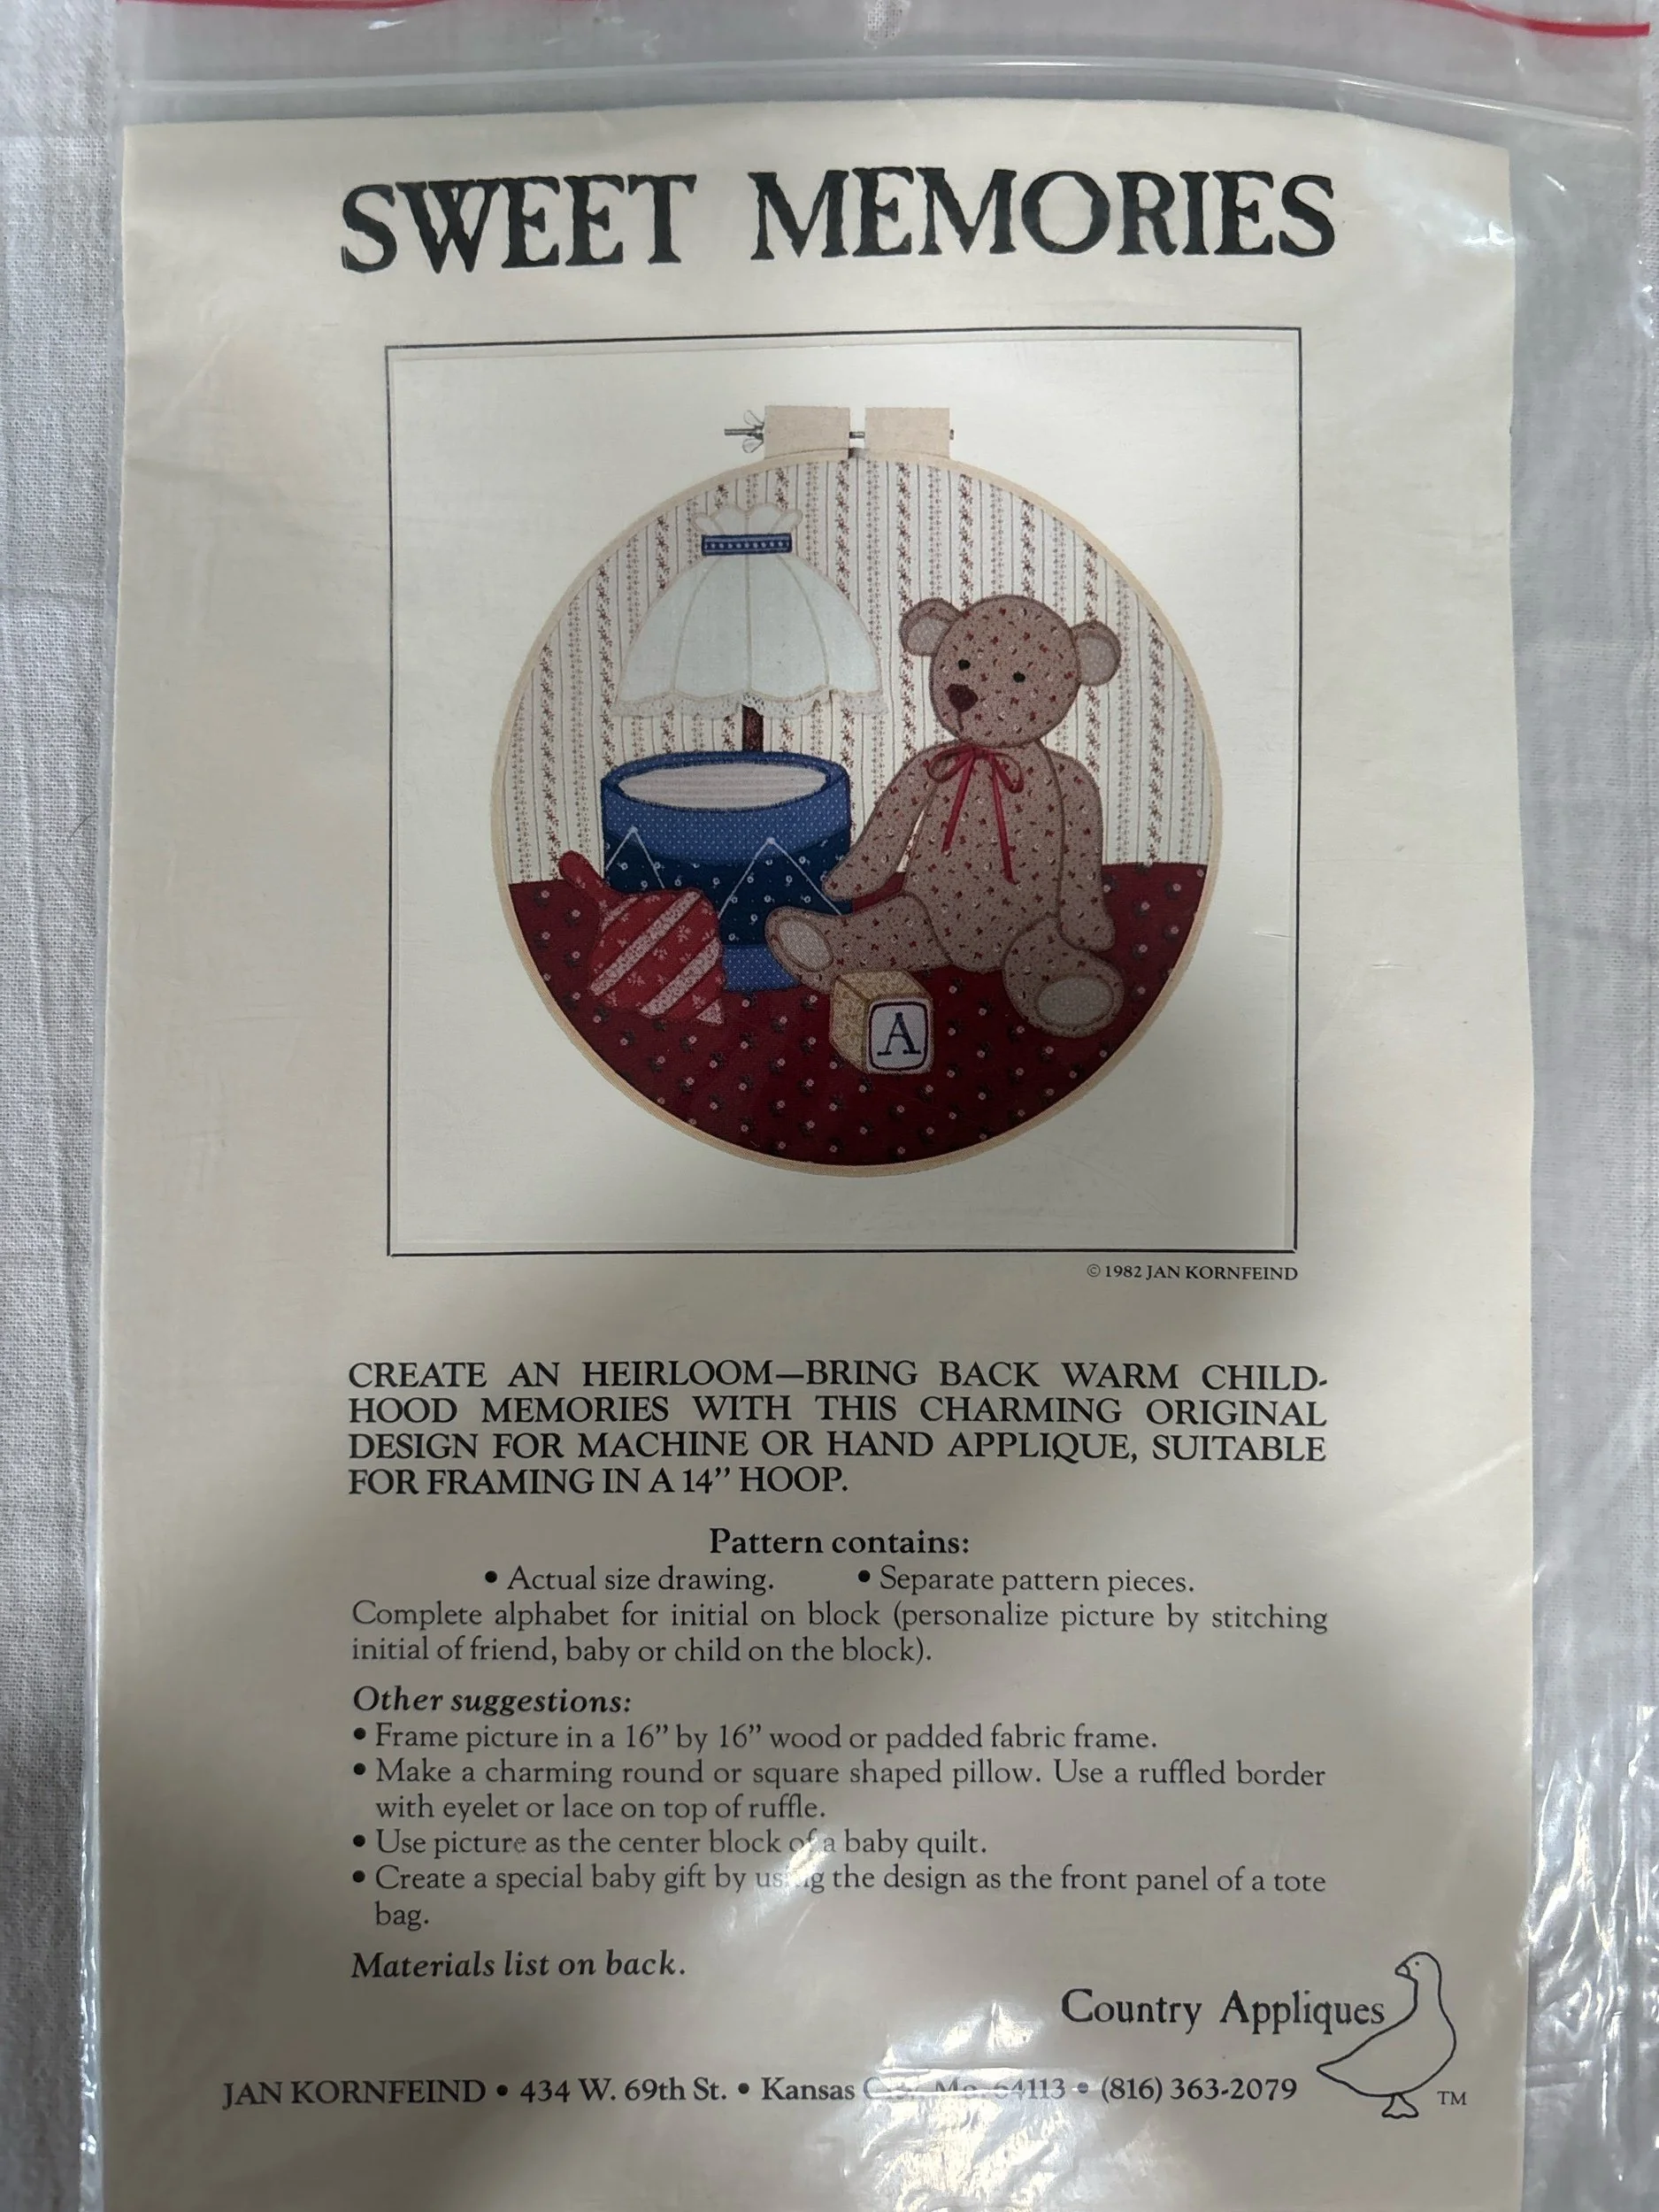 SWEET MEMORIES
A
© 1982 JAN KORNFEIND
CREATE AN HEIRLOOM—BRING BACK WARM CHILD-
HOOD MEMORIES WITH THIS CHARMING ORIGINAL
DESIGN FOR MACHINE OR HAND APPLIQUE, SUITABLE
FOR FRAMING IN A 14” HOOP.
Pattern contains:
• Actual size drawing. • Separate pattern pieces.
Complete alphabet for initial on block (personalize picture by stitching
initial of friend, baby or child on the block).
Other suggestions:
• Frame picture in a 16” by 16” wood or padded fabric frame.
• Make a charming round or square shaped pillow. Use a ruffled border
with eyelet or lace on top of ruffle.
• Use picture as the center block of a baby quilt.
• Create a special baby gift by using the design as the front panel of a tote
bag.
Materials list on back.
Country Appliques
JAN KORNFEIND • 434 W. 69th St. • Kansas Mo. 64113 • (816) 363-2079
TM